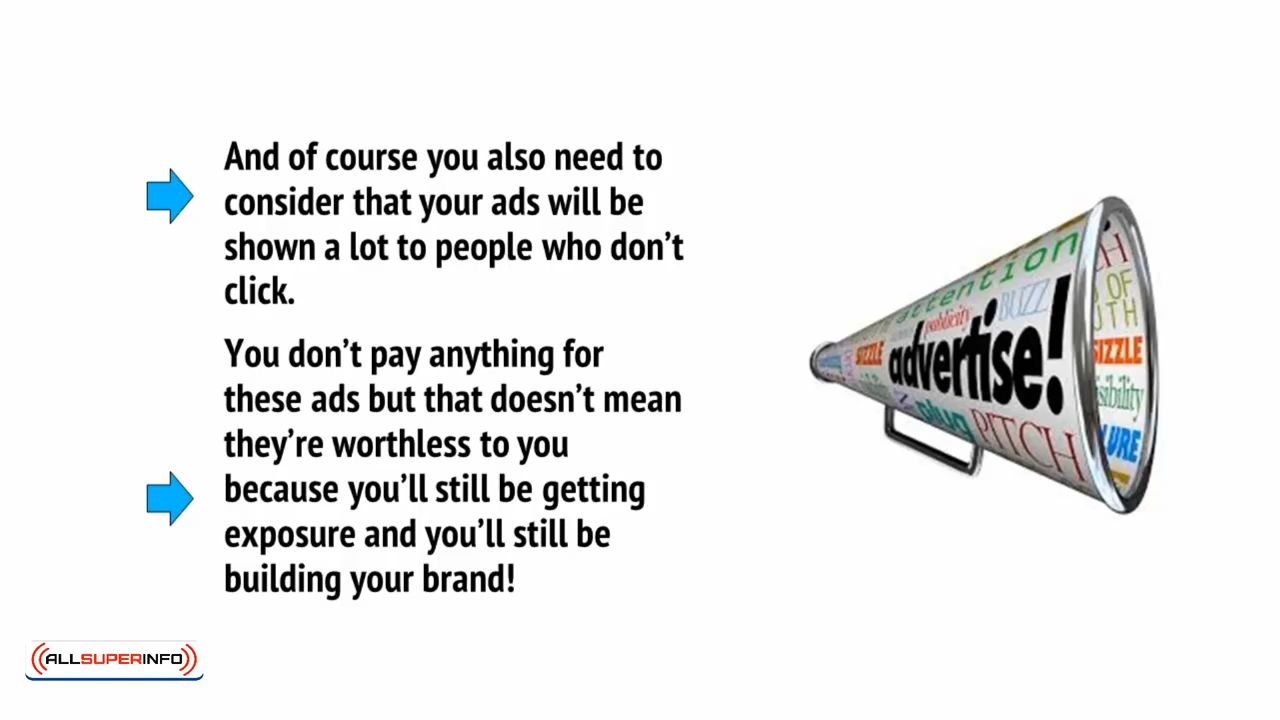 And of course you also need to
consider that your ads will be
shown a lot to people who don’t
click.
You don’t pay anything for
these ads but that doesn’t mean
they’re worthless to you
because you’ll still be getting
exposure and you’ll still be
building your brand!
attention
publicity
BUZZ
SIZZLE
advertise!
plug
PITCH
SIZZLE
ALLSUPERINFO